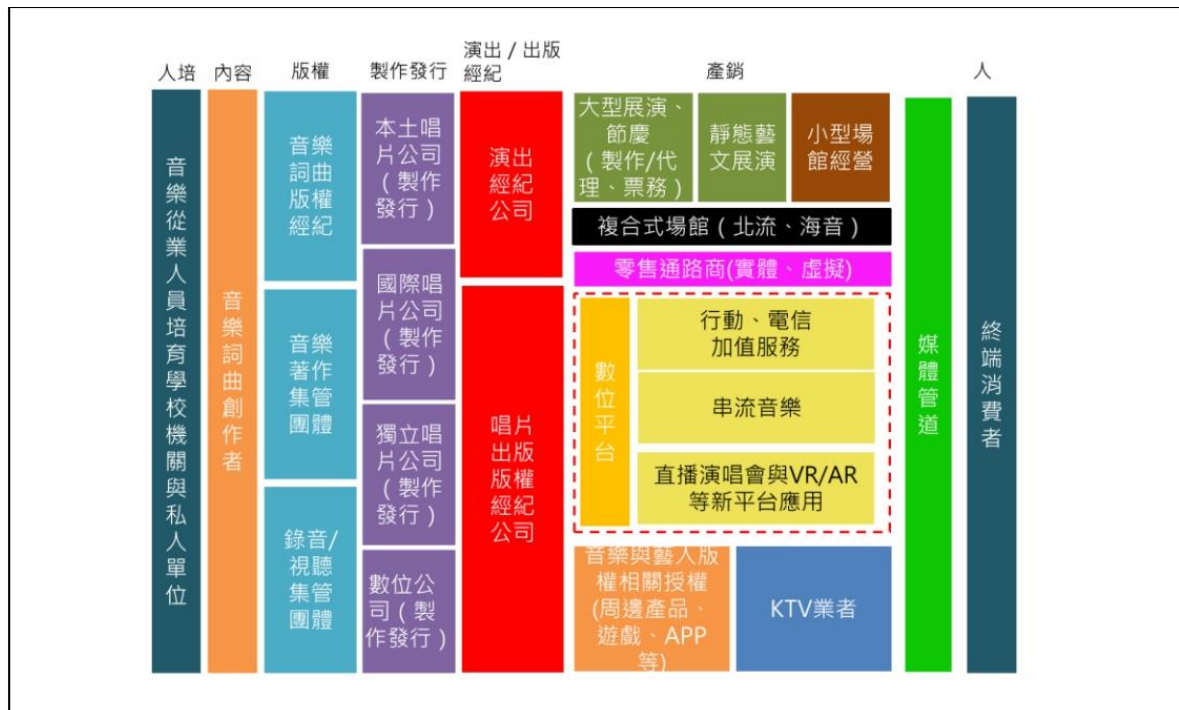 人培
內容
版權
製作發行
演出 / 出版
經紀
產銷
人
音樂從業人員培育學校機關與私人單位
音樂詞曲創作者
音樂
詞曲
版權
經紀
音樂
著作
集管
團體
錄音/
視聽
集管
團體
本土唱
片公司
(製作
發行)
國際唱
片公司
(製作
發行)
獨立唱
片公司
(製作
發行)
數位公
司(製
作發行)
演出
經紀
公司
唱片
出版
版權
經紀
公司
大型展演、
節慶
(製作/代
理、票務)
靜態藝
文展演
小型場
館經營
複合式場館(北流、海音)
零售通路商(實體、虛擬)
數位平台
行動、電信
加值服務
串流音樂
直播演唱會與VR/AR
等新平台應用
音樂與藝人版
權相關授權
(周邊產品、
遊戲、APP
等)
KTV業者
媒體管道
終端消費者